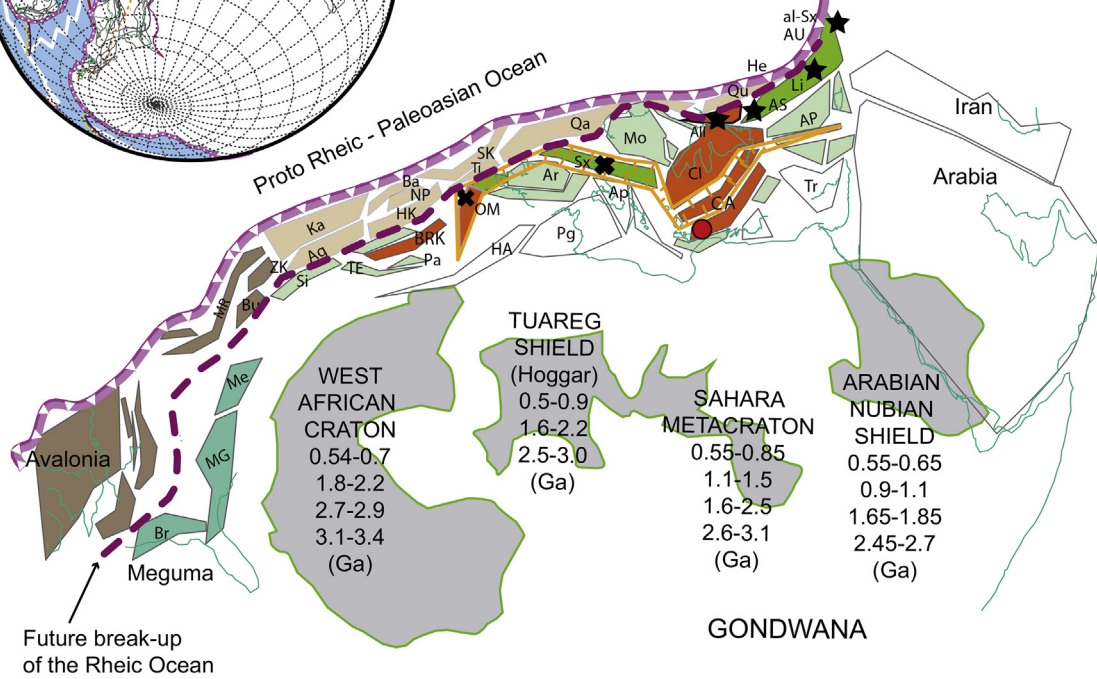 al-Sx
AU
Proto Rheic - Paleoasian Ocean
He
Qu
Li
AS
Iran
AP
All
Qa
Mo
SK
Ti
Sx
Ar
Ap
CI
CA
Tr
Arabia
Ba
NP
HK
OM
Ka
Aq
BRK
Pa
HA
Pg
ZK
Si
TF
MR
Bu
TUAREG
SHIELD
(Hoggar)
0.5-0.9
1.6-2.2
2.5-3.0
(Ga)
WEST
AFRICAN
CRATON
0.54-0.7
1.8-2.2
2.7-2.9
3.1-3.4
(Ga)
SAHARA
METACRATON
0.55-0.85
1.1-1.5
1.6-2.5
2.6-3.1
(Ga)
ARABIAN
NUBIAN
SHIELD
0.55-0.65
0.9-1.1
1.65-1.85
2.45-2.7
(Ga)
Me
MG
Avalonia
Br
Meguma
GONDWANA
Future break-up
of the Rheic Ocean